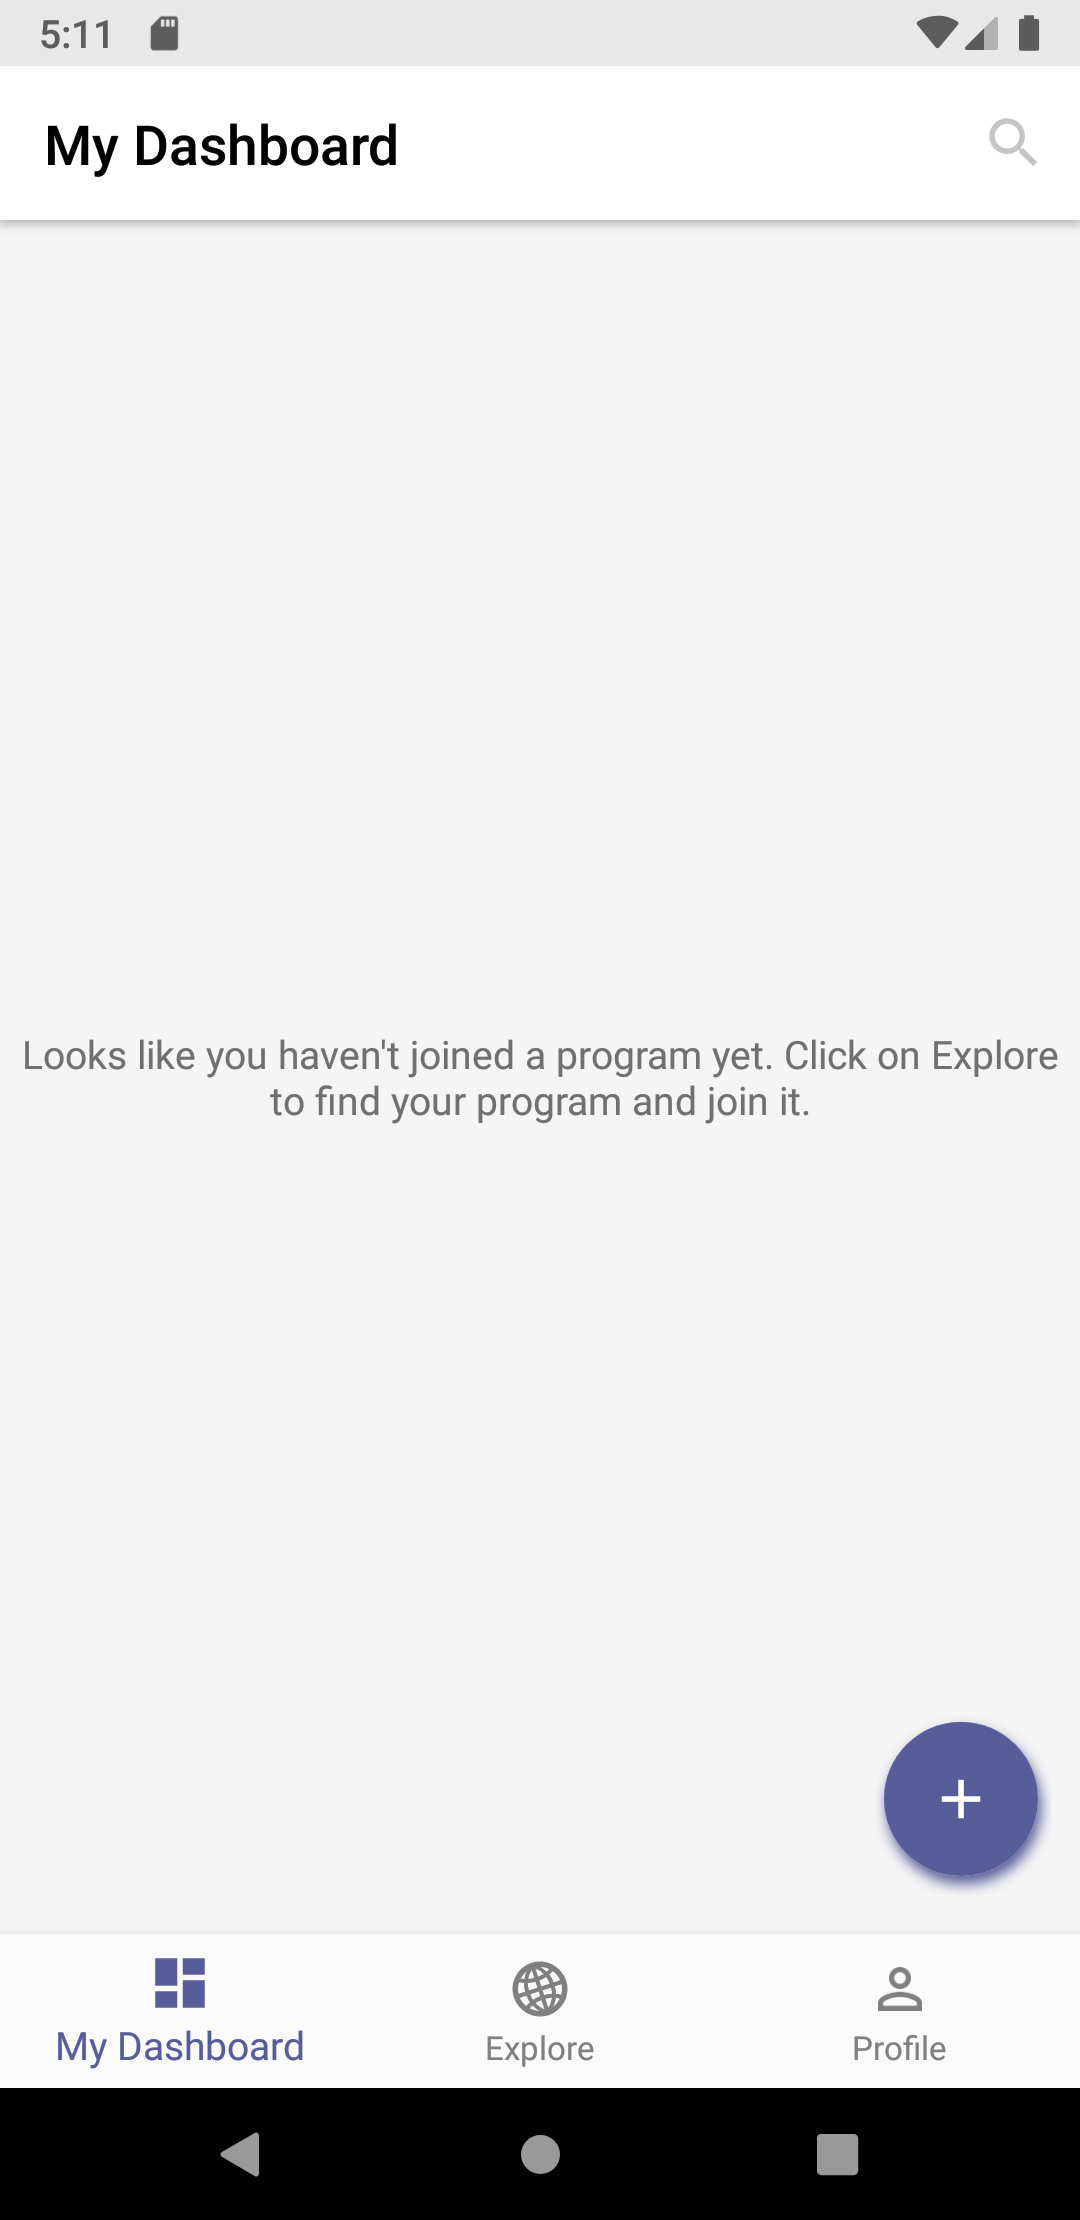 5:11
My Dashboard
Looks like you haven't joined a program yet. Click on Explore
to find your program and join it.
My Dashboard
Explore
Profile